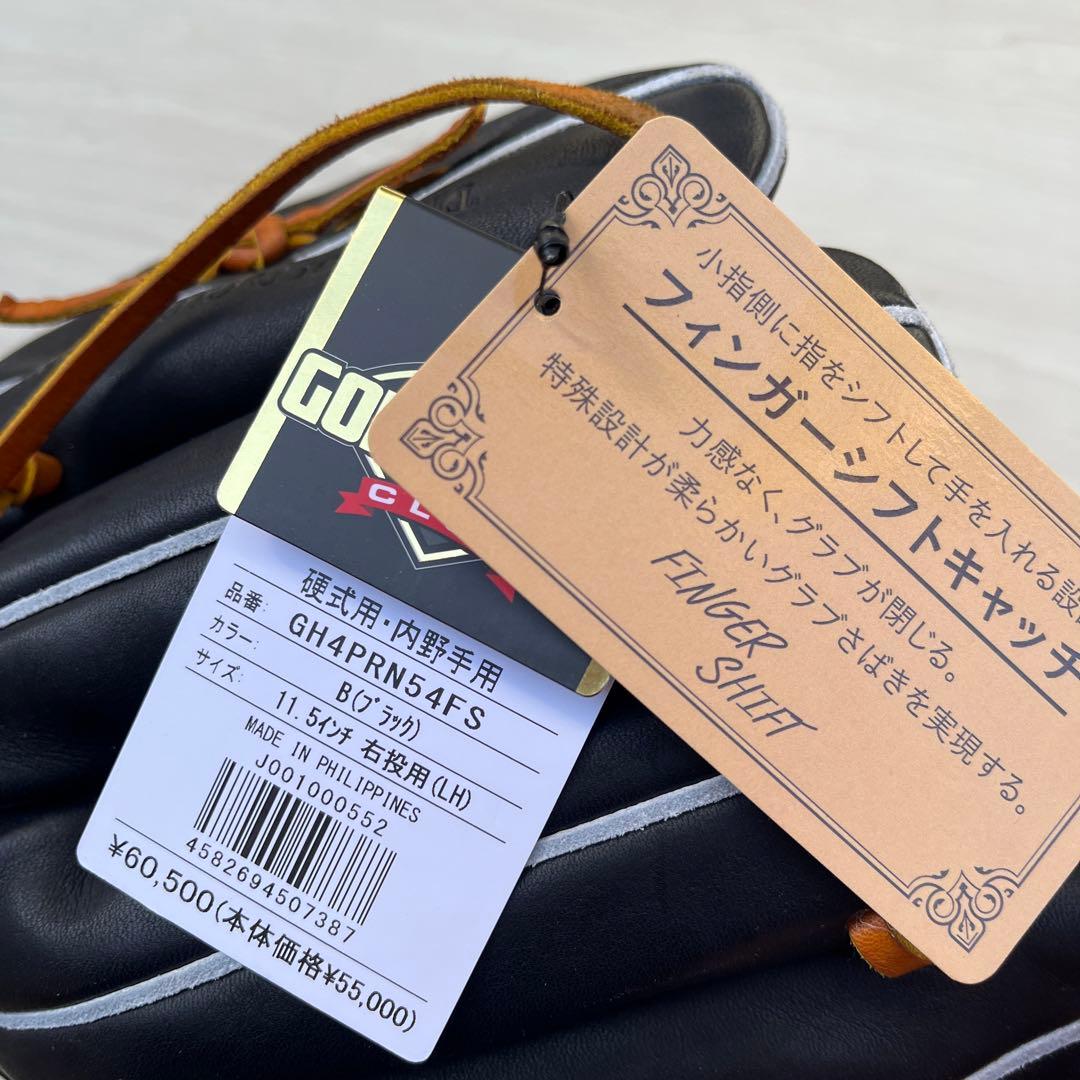 小指側に指をシフトして手を入れる設
フィンガーシフトキャッチ
力感なく、グラブが閉じる。
特殊設計が柔らかいグラブさばきを実現する。
FINGER
SHIFT
硬式用・内野手用
品番: GH4PRN54FS
カラー: B(ブラック)
サイズ: 11.5インチ 右投用(LH)
MADE IN PHILIPPINES
J00100552
4582694507387
¥60,500(本体価格¥55,000)